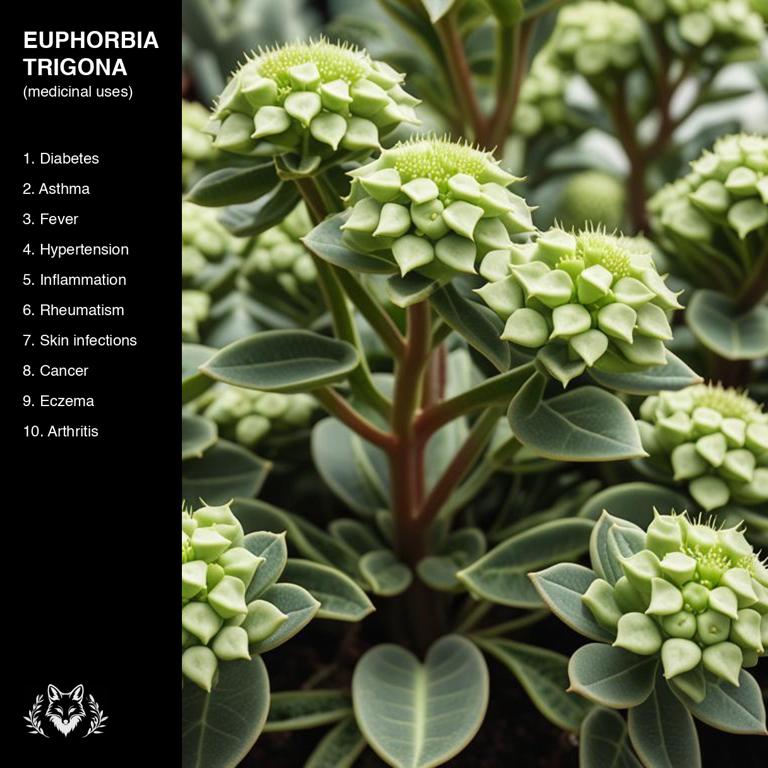 EUPHORBIA
TRIGONA
(medicinal uses)
1. Diabetes
2. Asthma
3. Fever
4. Hypertension
5. Inflammation
6. Rheumatism
7. Skin infections
8. Cancer
9. Eczema
10. Arthritis